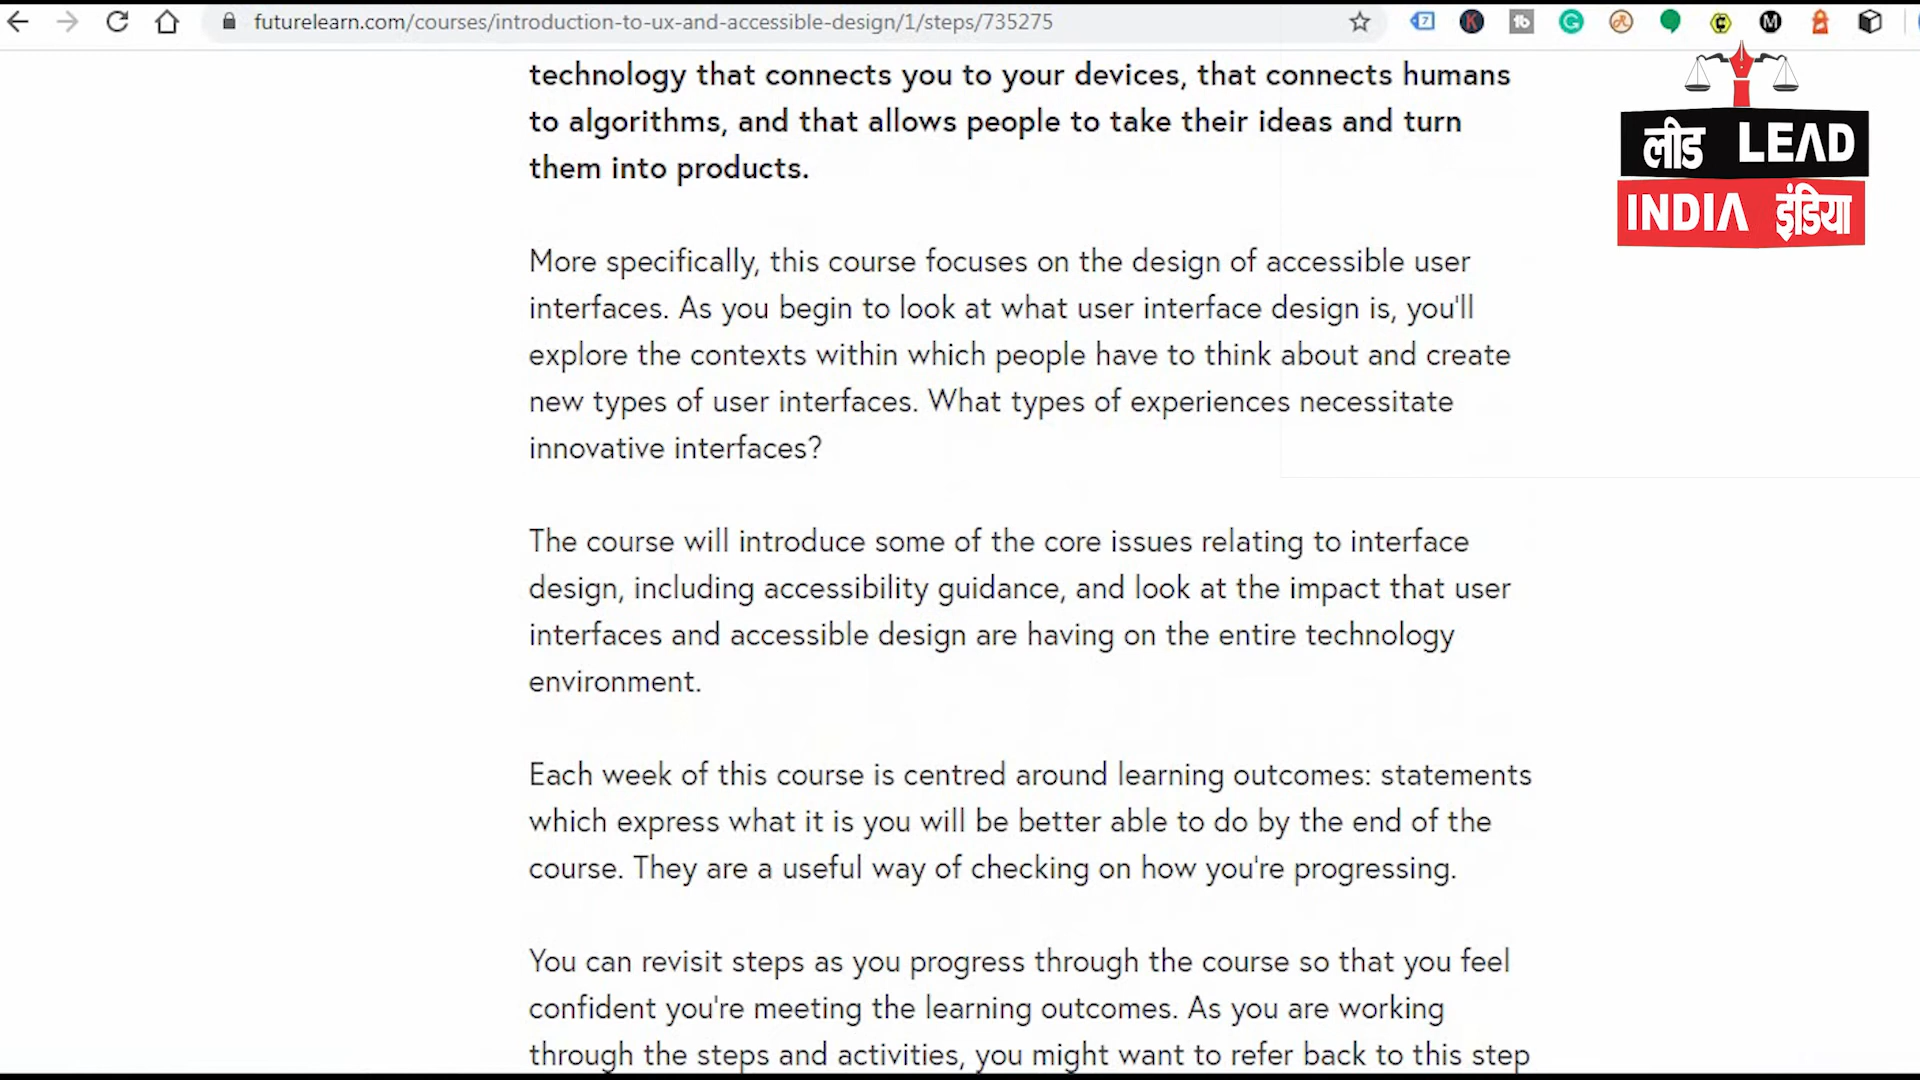 futurelearn.com/courses/introduction-to-ux-and-accessible-design/1/steps/735275
7
K
tb
G
M
लीड LEAD
INDIA इंडिया
technology that connects you to your devices, that connects humans
to algorithms, and that allows people to take their ideas and turn
them into products.
More specifically, this course focuses on the design of accessible user
interfaces. As you begin to look at what user interface design is, you'll
explore the contexts within which people have to think about and create
new types of user interfaces. What types of experiences necessitate
innovative interfaces?
The course will introduce some of the core issues relating to interface
design, including accessibility guidance, and look at the impact that user
interfaces and accessible design are having on the entire technology
environment.
Each week of this course is centred around learning outcomes: statements
which express what it is you will be better able to do by the end of the
course. They are a useful way of checking on how you're progressing.
You can revisit steps as you progress through the course so that you feel
confident you're meeting the learning outcomes. As you are working
through the steps and activities, you might want to refer back to this step